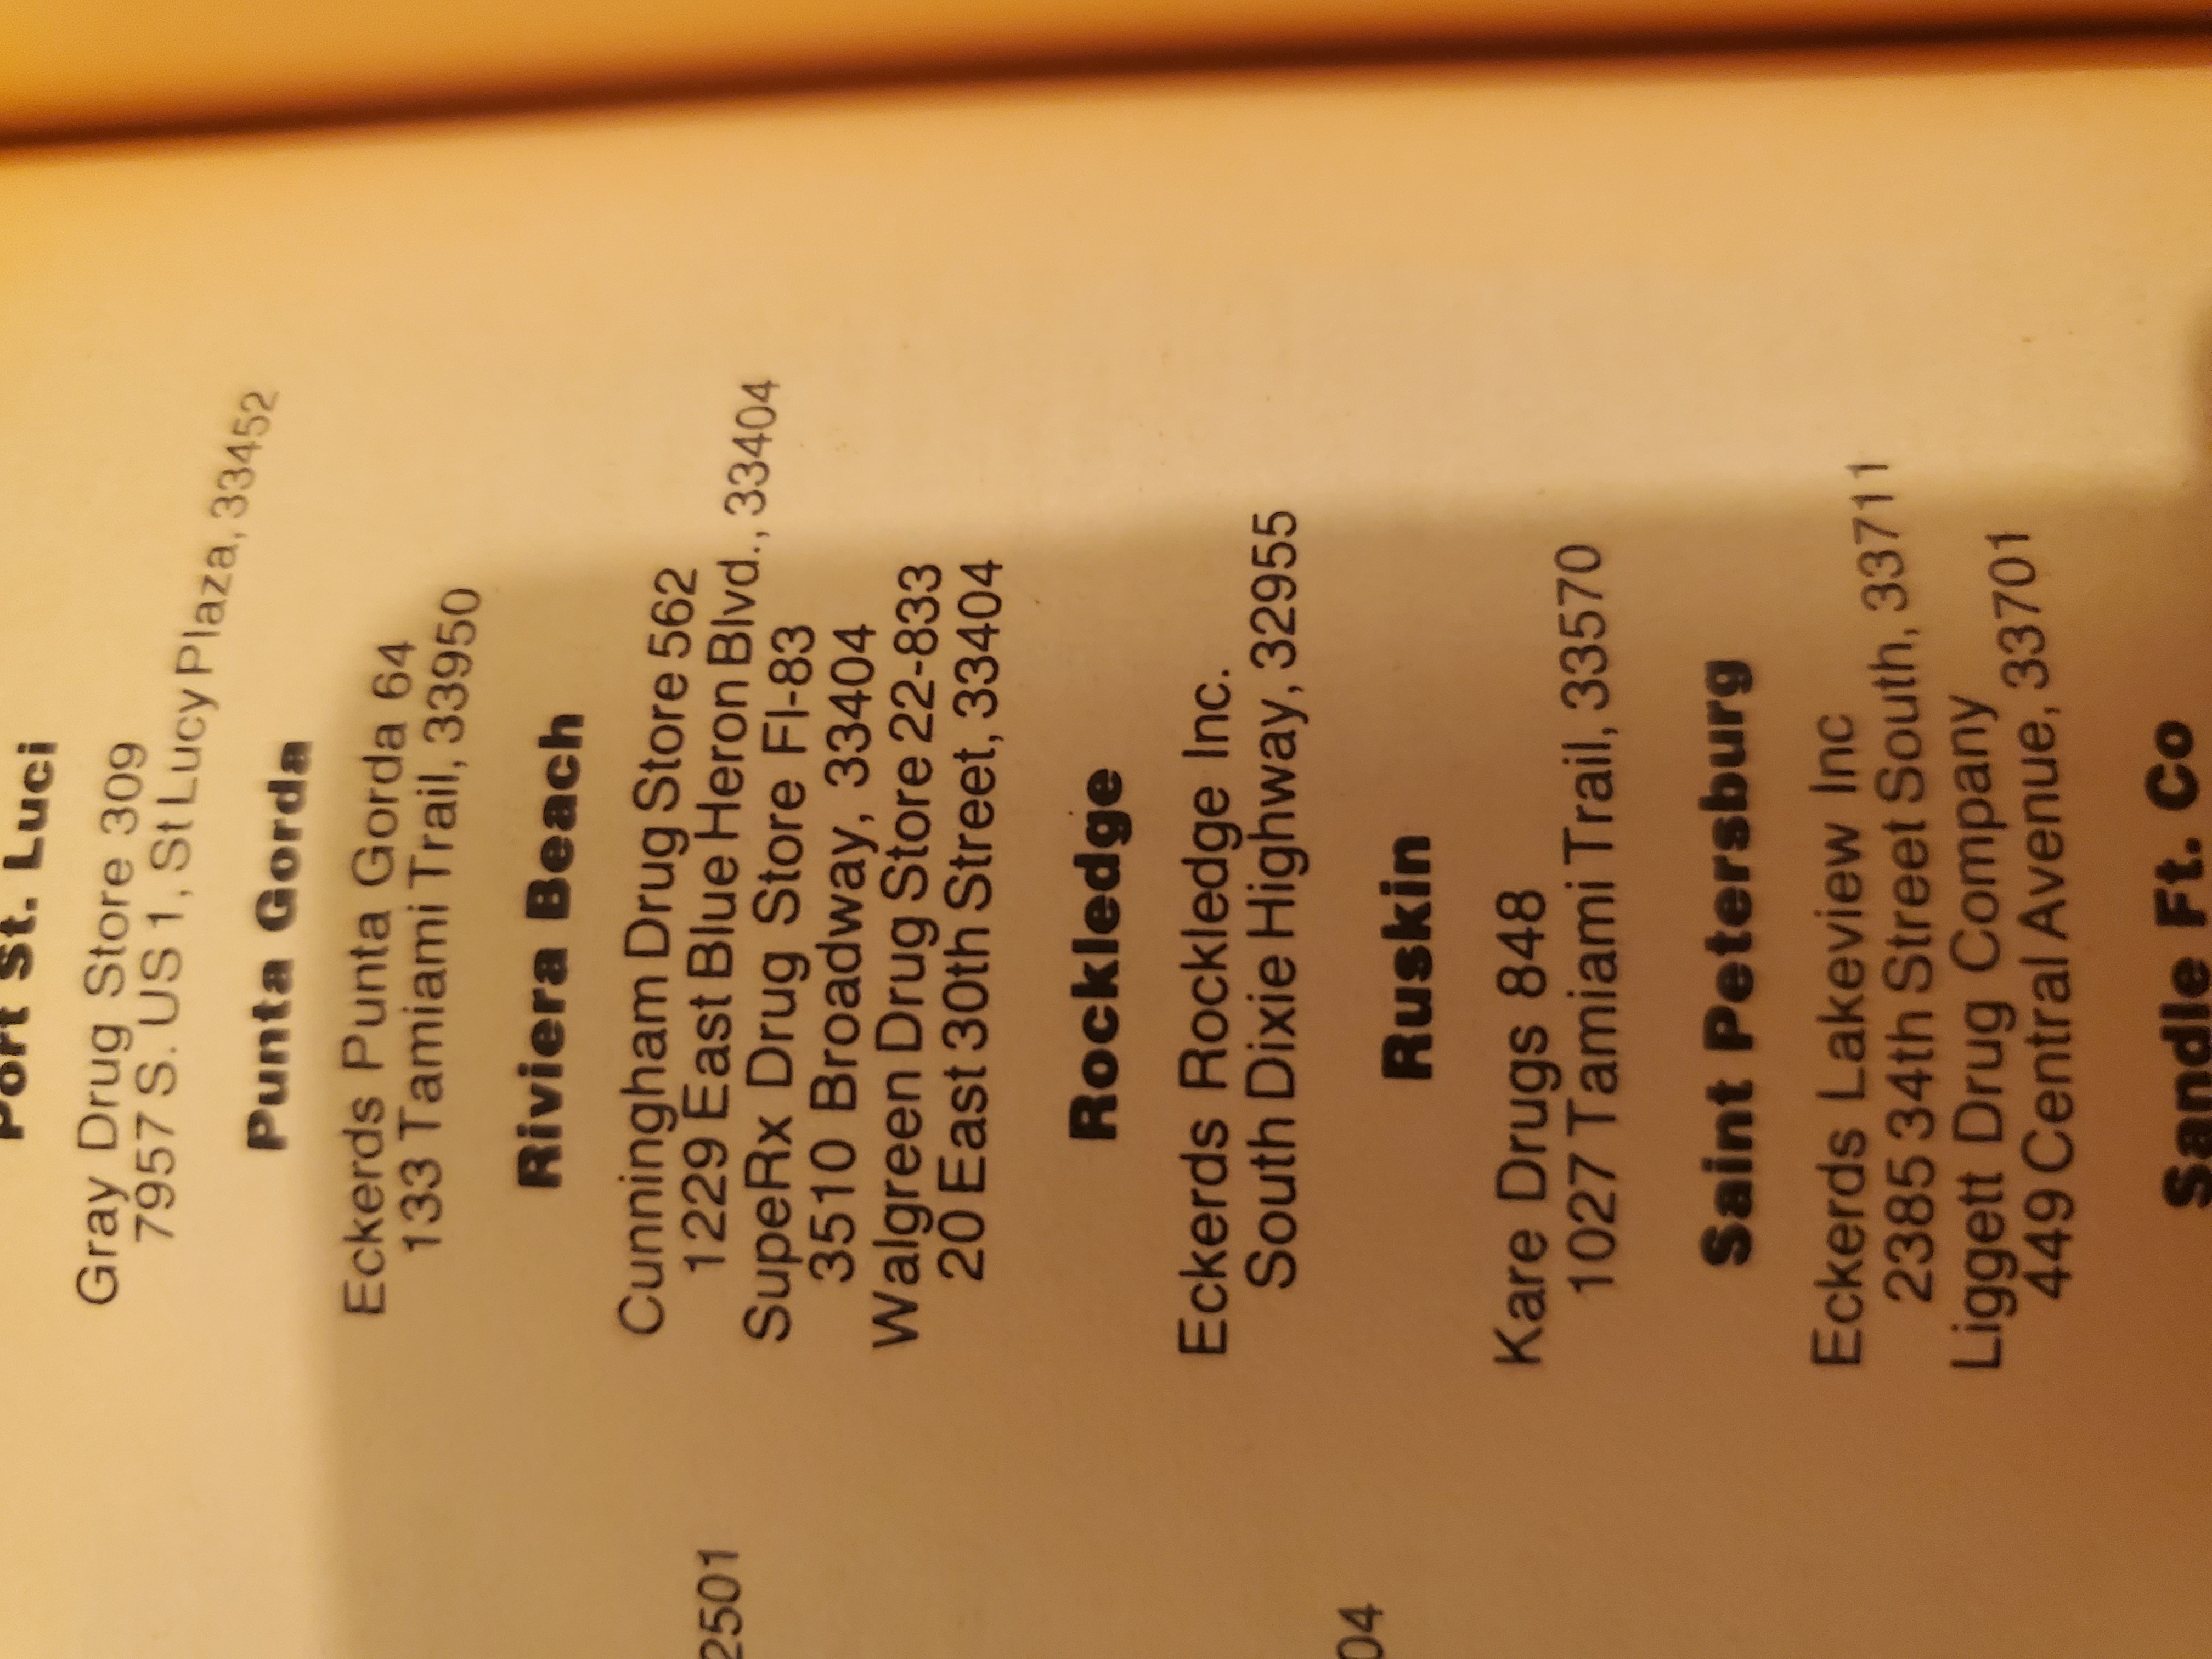 Port St. Luci
Gray Drug Store 309
7957 S. US 1, St Lucy Plaza, 33452
Punta Gorda
Eckerds Punta Gorda 64
133 Tamiami Trail, 33950
Riviera Beach
Cunningham Drug Store 562
1229 East Blue Heron Blvd., 33404
SupeRx Drug Store Fl-83
3510 Broadway, 33404
Walgreen Drug Store 22-833
20 East 30th Street, 33404
Rockledge
Eckerds Rockledge Inc.
South Dixie Highway, 32955
Ruskin
Kare Drugs 848
1027 Tamiami Trail, 33570
Saint Petersburg
Eckerds Lakeview Inc
2385 34th Street South, 33711
Liggett Drug Company
449 Central Avenue, 33701
Sandle Ft. Co
2501
04